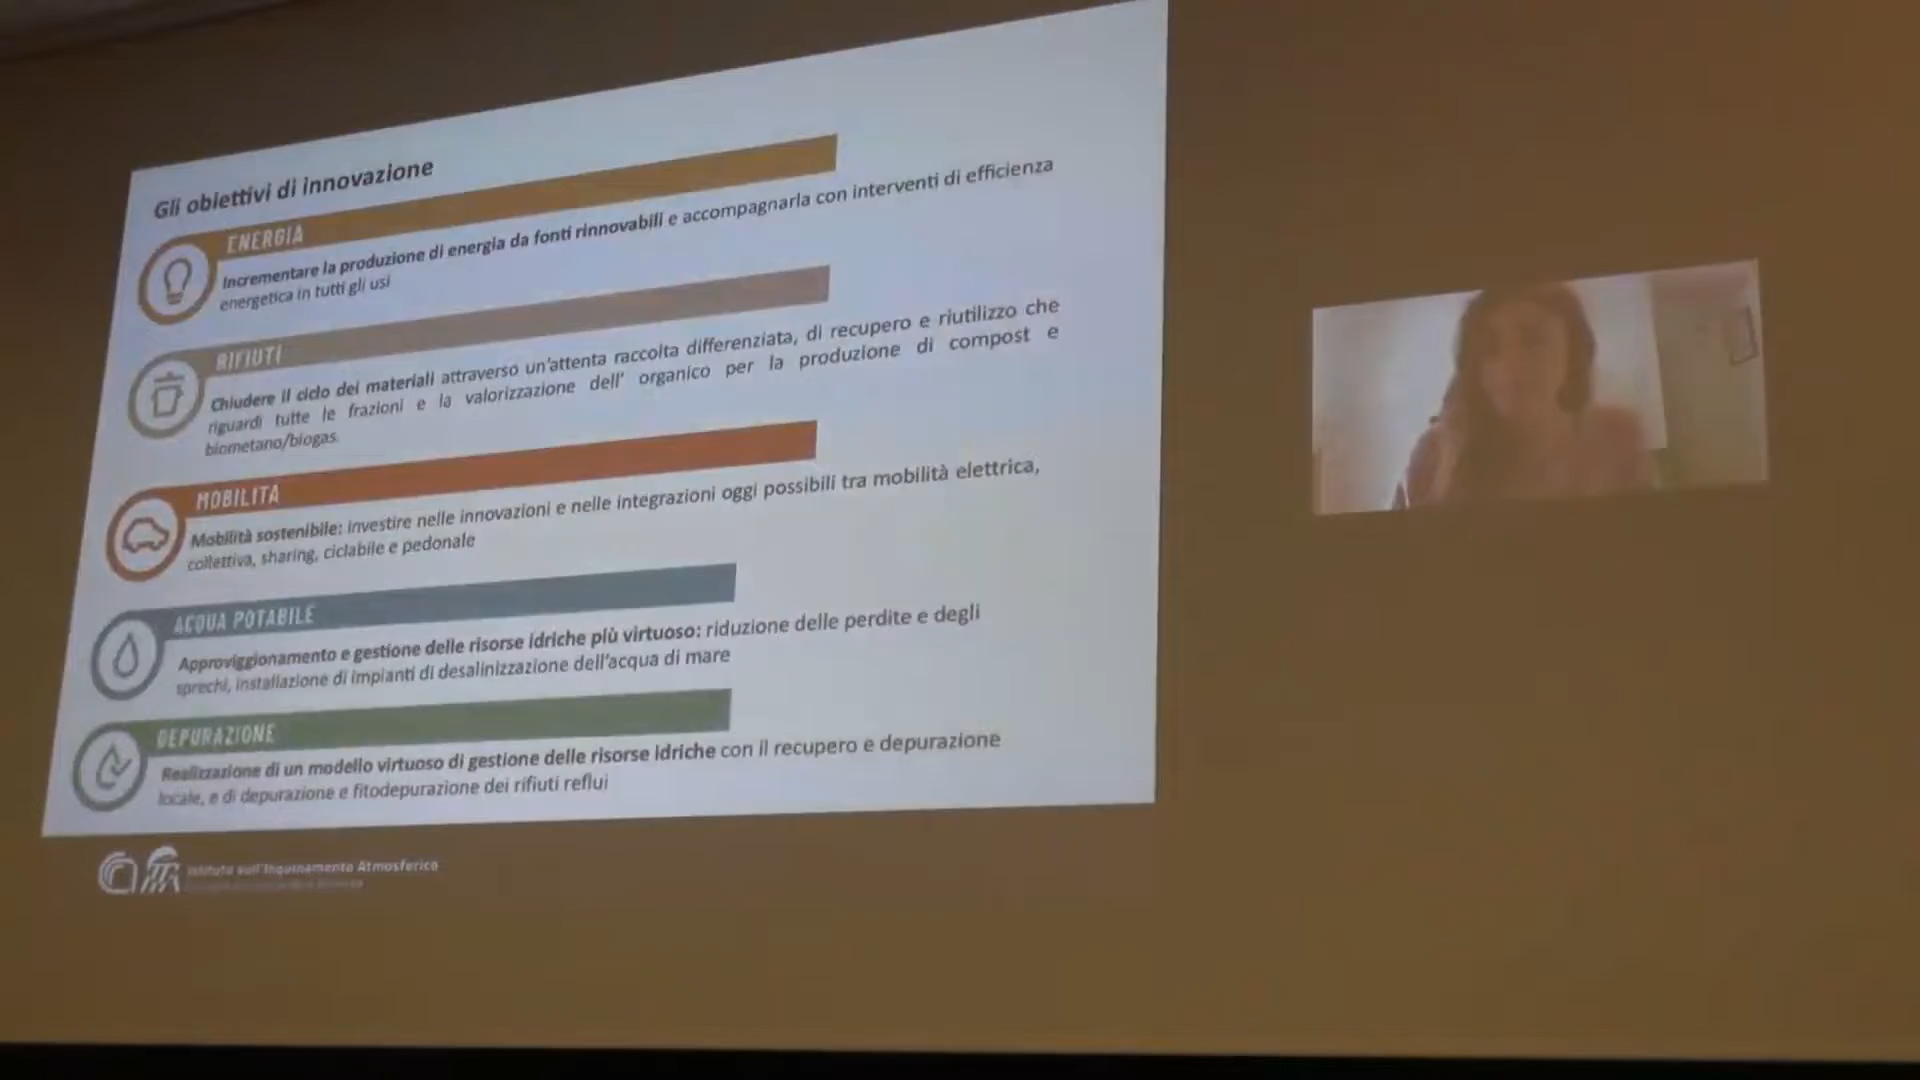 Gli obiettivi di innovazione
ENERGIA
Incrementare la produzione di energia da fonti rinnovabili e accompagnarla con interventi di efficienza
energetica in tutti gli usi
RIFIUTI
Chiudere il ciclo dei materiali attraverso un'attenta raccolta differenziata, di recupero e riutilizzo che
riguardi tutte le frazioni e la valorizzazione dell' organico per la produzione di compost e
biometano/biogas.
MOBILITA
Mobilità sostenibile: investire nelle innovazioni e nelle integrazioni oggi possibili tra mobilità elettrica,
collettiva, sharing, ciclabile e pedonale
ACQUA POTABILE
Approviggionamento e gestione delle risorse idriche più virtuoso: riduzione delle perdite e degli
sprechi, installazione di impianti di desalinizzazione dell'acqua di mare
DEPURAZIONE
Realizzazione di un modello virtuoso di gestione delle risorse idriche con il recupero e depurazione
locale, e di depurazione e fitodepurazione dei rifiuti reflui
Istituto sull'Inquinamento Atmosferico